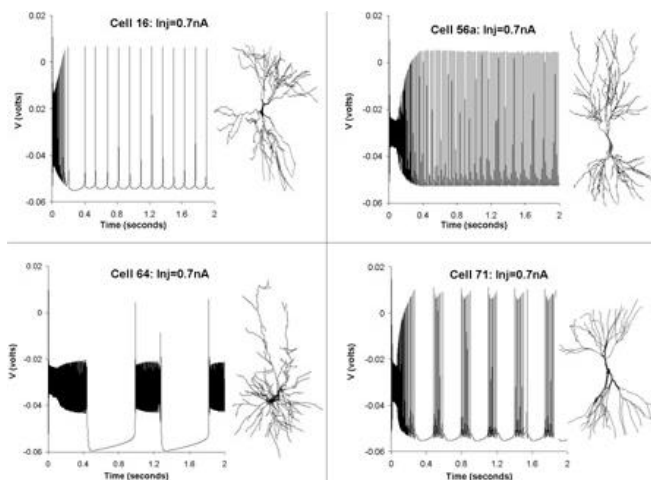 Cell 16: Inj=0.7nA
0.02
0
-0.02
-0.04
-0.06
V (volts)
0 0.4 0.8 1.2 1.6 2
Time (seconds)
Cell 56a: Inj=0.7nA
0.02
0
-0.02
-0.04
-0.06
V (volts)
0 0.4 0.8 1.2 1.6 2
Time (seconds)
Cell 64: Inj=0.7nA
0.02
0
-0.02
-0.04
-0.06
V (volts)
0 0.4 0.8 1.2 1.6 2
Time (seconds)
Cell 71: Inj=0.7nA
0.02
0
-0.02
-0.04
-0.06
V (volts)
0 0.4 0.8 1.2 1.6 2
Time (seconds)